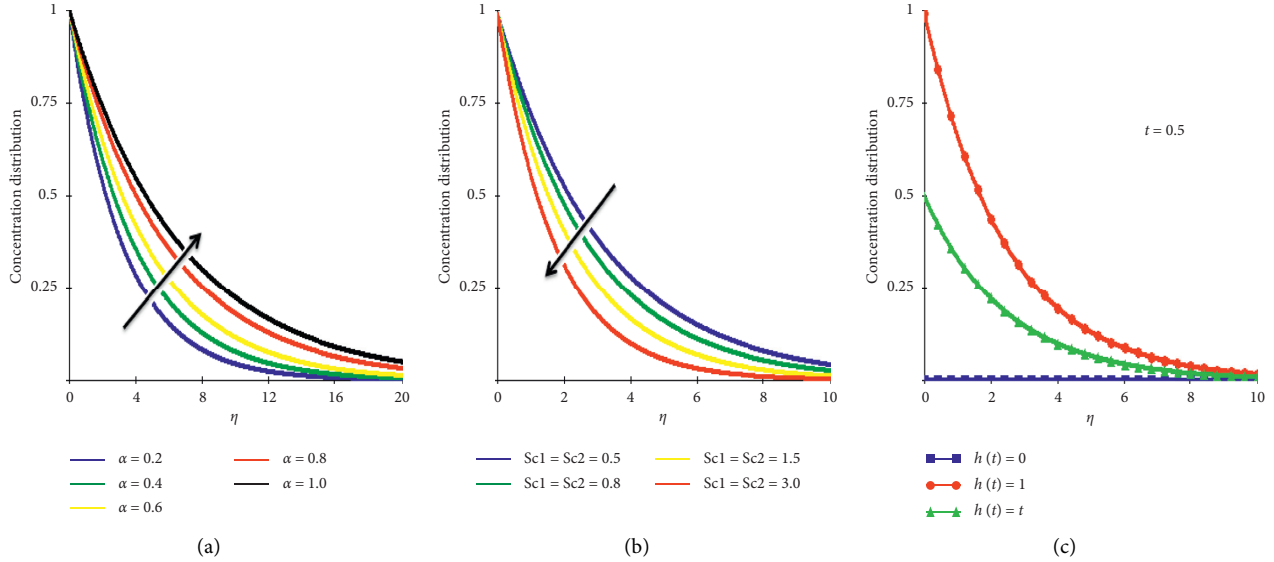 Concentration distribution
1
0.75
0.5
0.25
0
4
8
12
16
20
η
α = 0.2
α = 0.4
α = 0.6
α = 0.8
α = 1.0
(a)
Concentration distribution
1
0.75
0.5
0.25
0
2
4
6
8
10
η
Sc1 = Sc2 = 0.5
Sc1 = Sc2 = 0.8
Sc1 = Sc2 = 1.5
Sc1 = Sc2 = 3.0
(b)
Concentration distribution
1
0.75
0.5
0.25
t = 0.5
0
2
4
6
8
10
η
h (t) = 0
h (t) = 1
h (t) = t
(c)